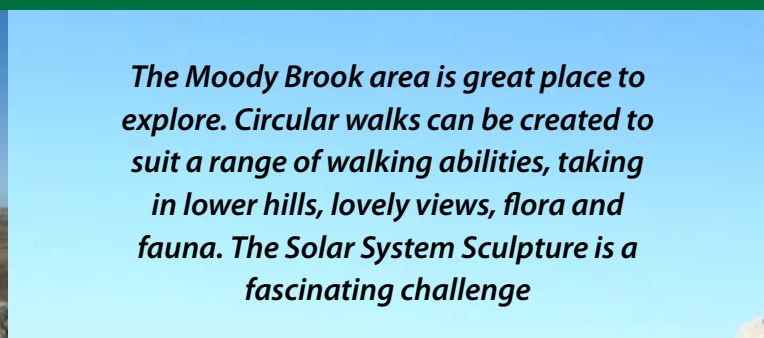 The Moody Brook area is great place to
explore. Circular walks can be created to
suit a range of walking abilities, taking
in lower hills, lovely views, flora and
fauna. The Solar System Sculpture is a
fascinating challenge